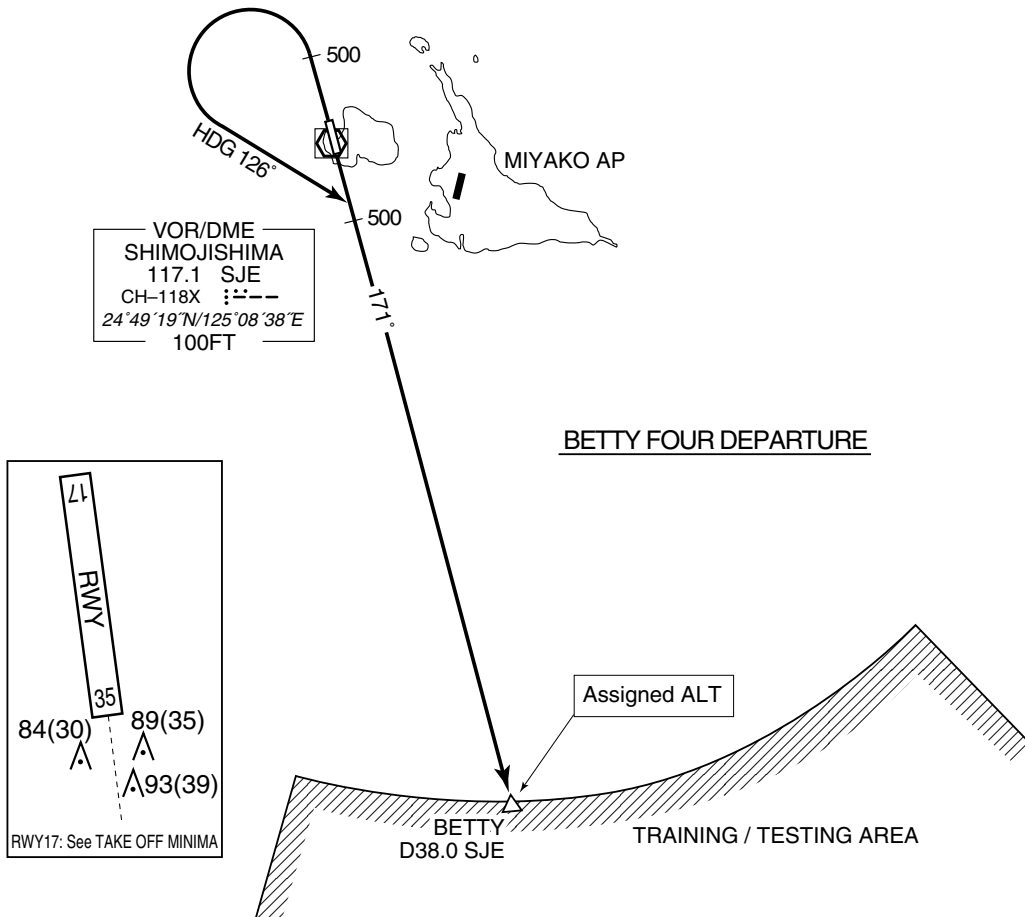 500
HDG 126°
MIYAKO AP
500
VOR/DME
SHIMOJISHIMA
117.1 SJE
CH–118X
24°49´19˝N/125°08´38˝E
100FT
171°
BETTY FOUR DEPARTURE
17
RWY
35
84(30)
89(35)
93(39)
RWY17: See TAKE OFF MINIMA
Assigned ALT
BETTY
D38.0 SJE
TRAINING / TESTING AREA